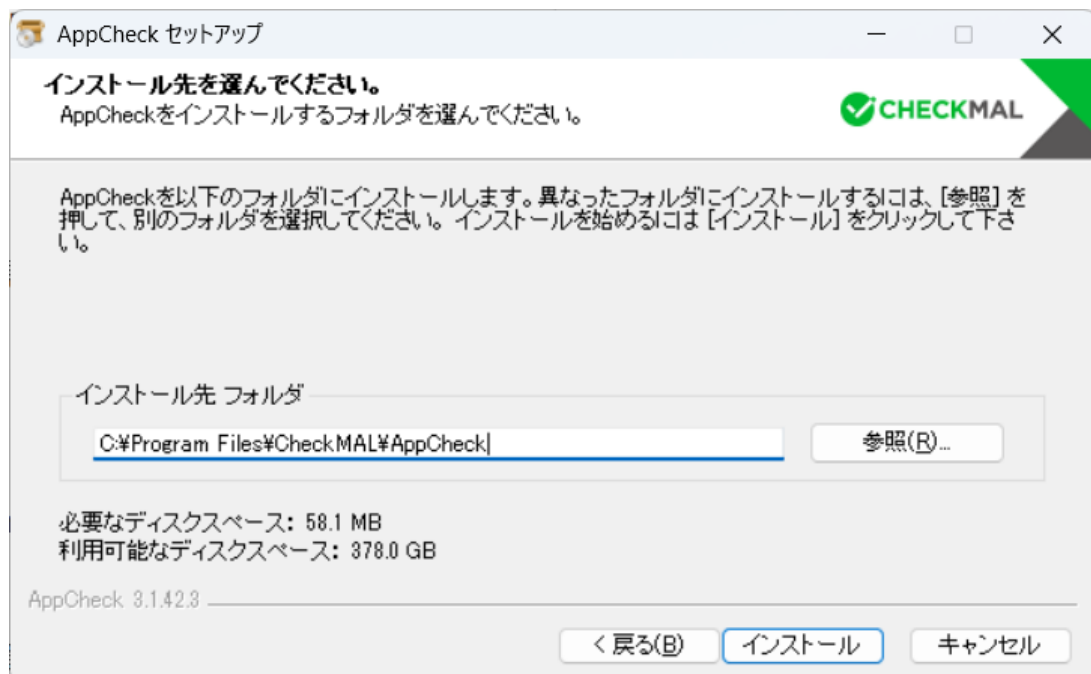 AppCheck セットアップ
インストール先を選んでください。
AppCheckをインストールするフォルダを選んでください。
CHECKMAL
AppCheckを以下のフォルダにインストールします。異なったフォルダにインストールするには、[参照] を
押して、別のフォルダを選択してください。インストールを始めるには [インストール] をクリックして下さ
い。
インストール先 フォルダ
C:¥Program Files¥CheckMAL¥AppCheck
参照(R)...
必要なディスクスペース: 58.1 MB
利用可能なディスクスペース: 378.0 GB
AppCheck 3.1.42.3
< 戻る(B)
インストール
キャンセル